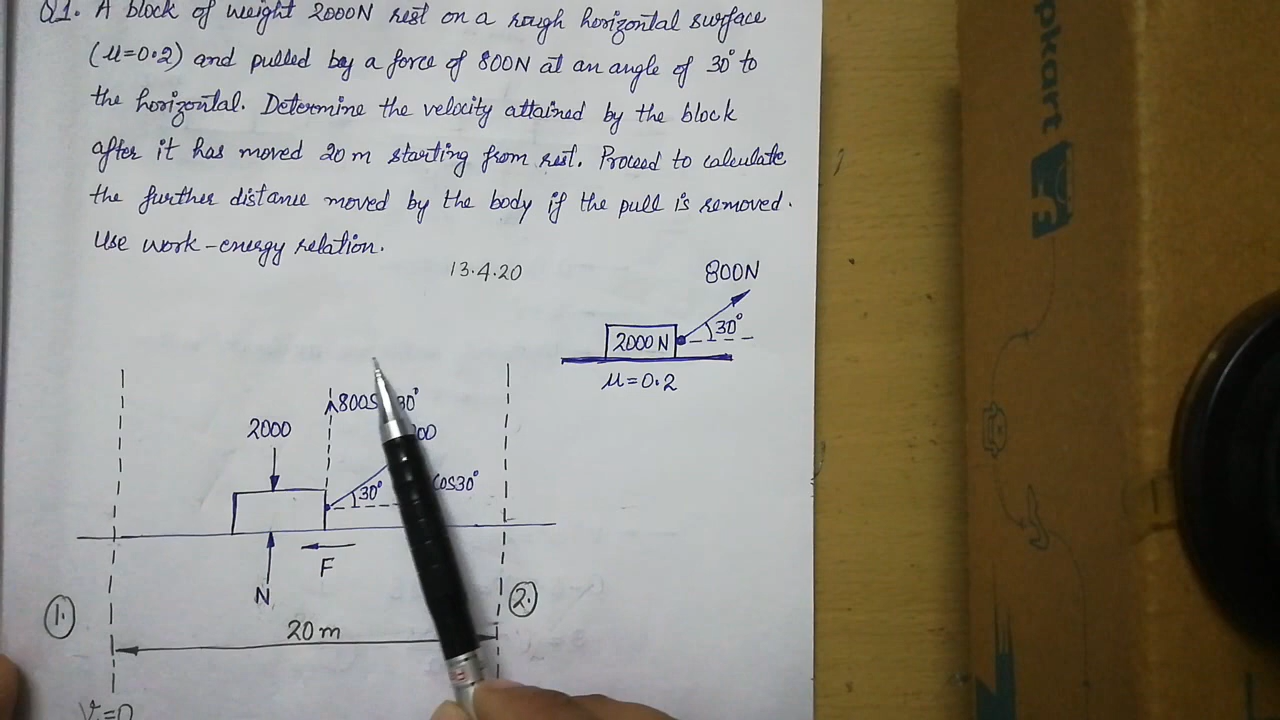 Q1. A block of weight 2000N rest on a rough horizontal surface
(μ=0.2) and pulled by a force of 800N at an angle of 30° to
the horizontal. Determine the velocity attained by the block
after it has moved 20m starting from rest. Proceed to calculate
the further distance moved by the body if the pull is removed.
Use work-energy relation.
13.4.20
800N
30°
2000N
μ=0.2
30°
2000
cos30°
30°
F
N
1.
2.
20m
V1=0
pkart